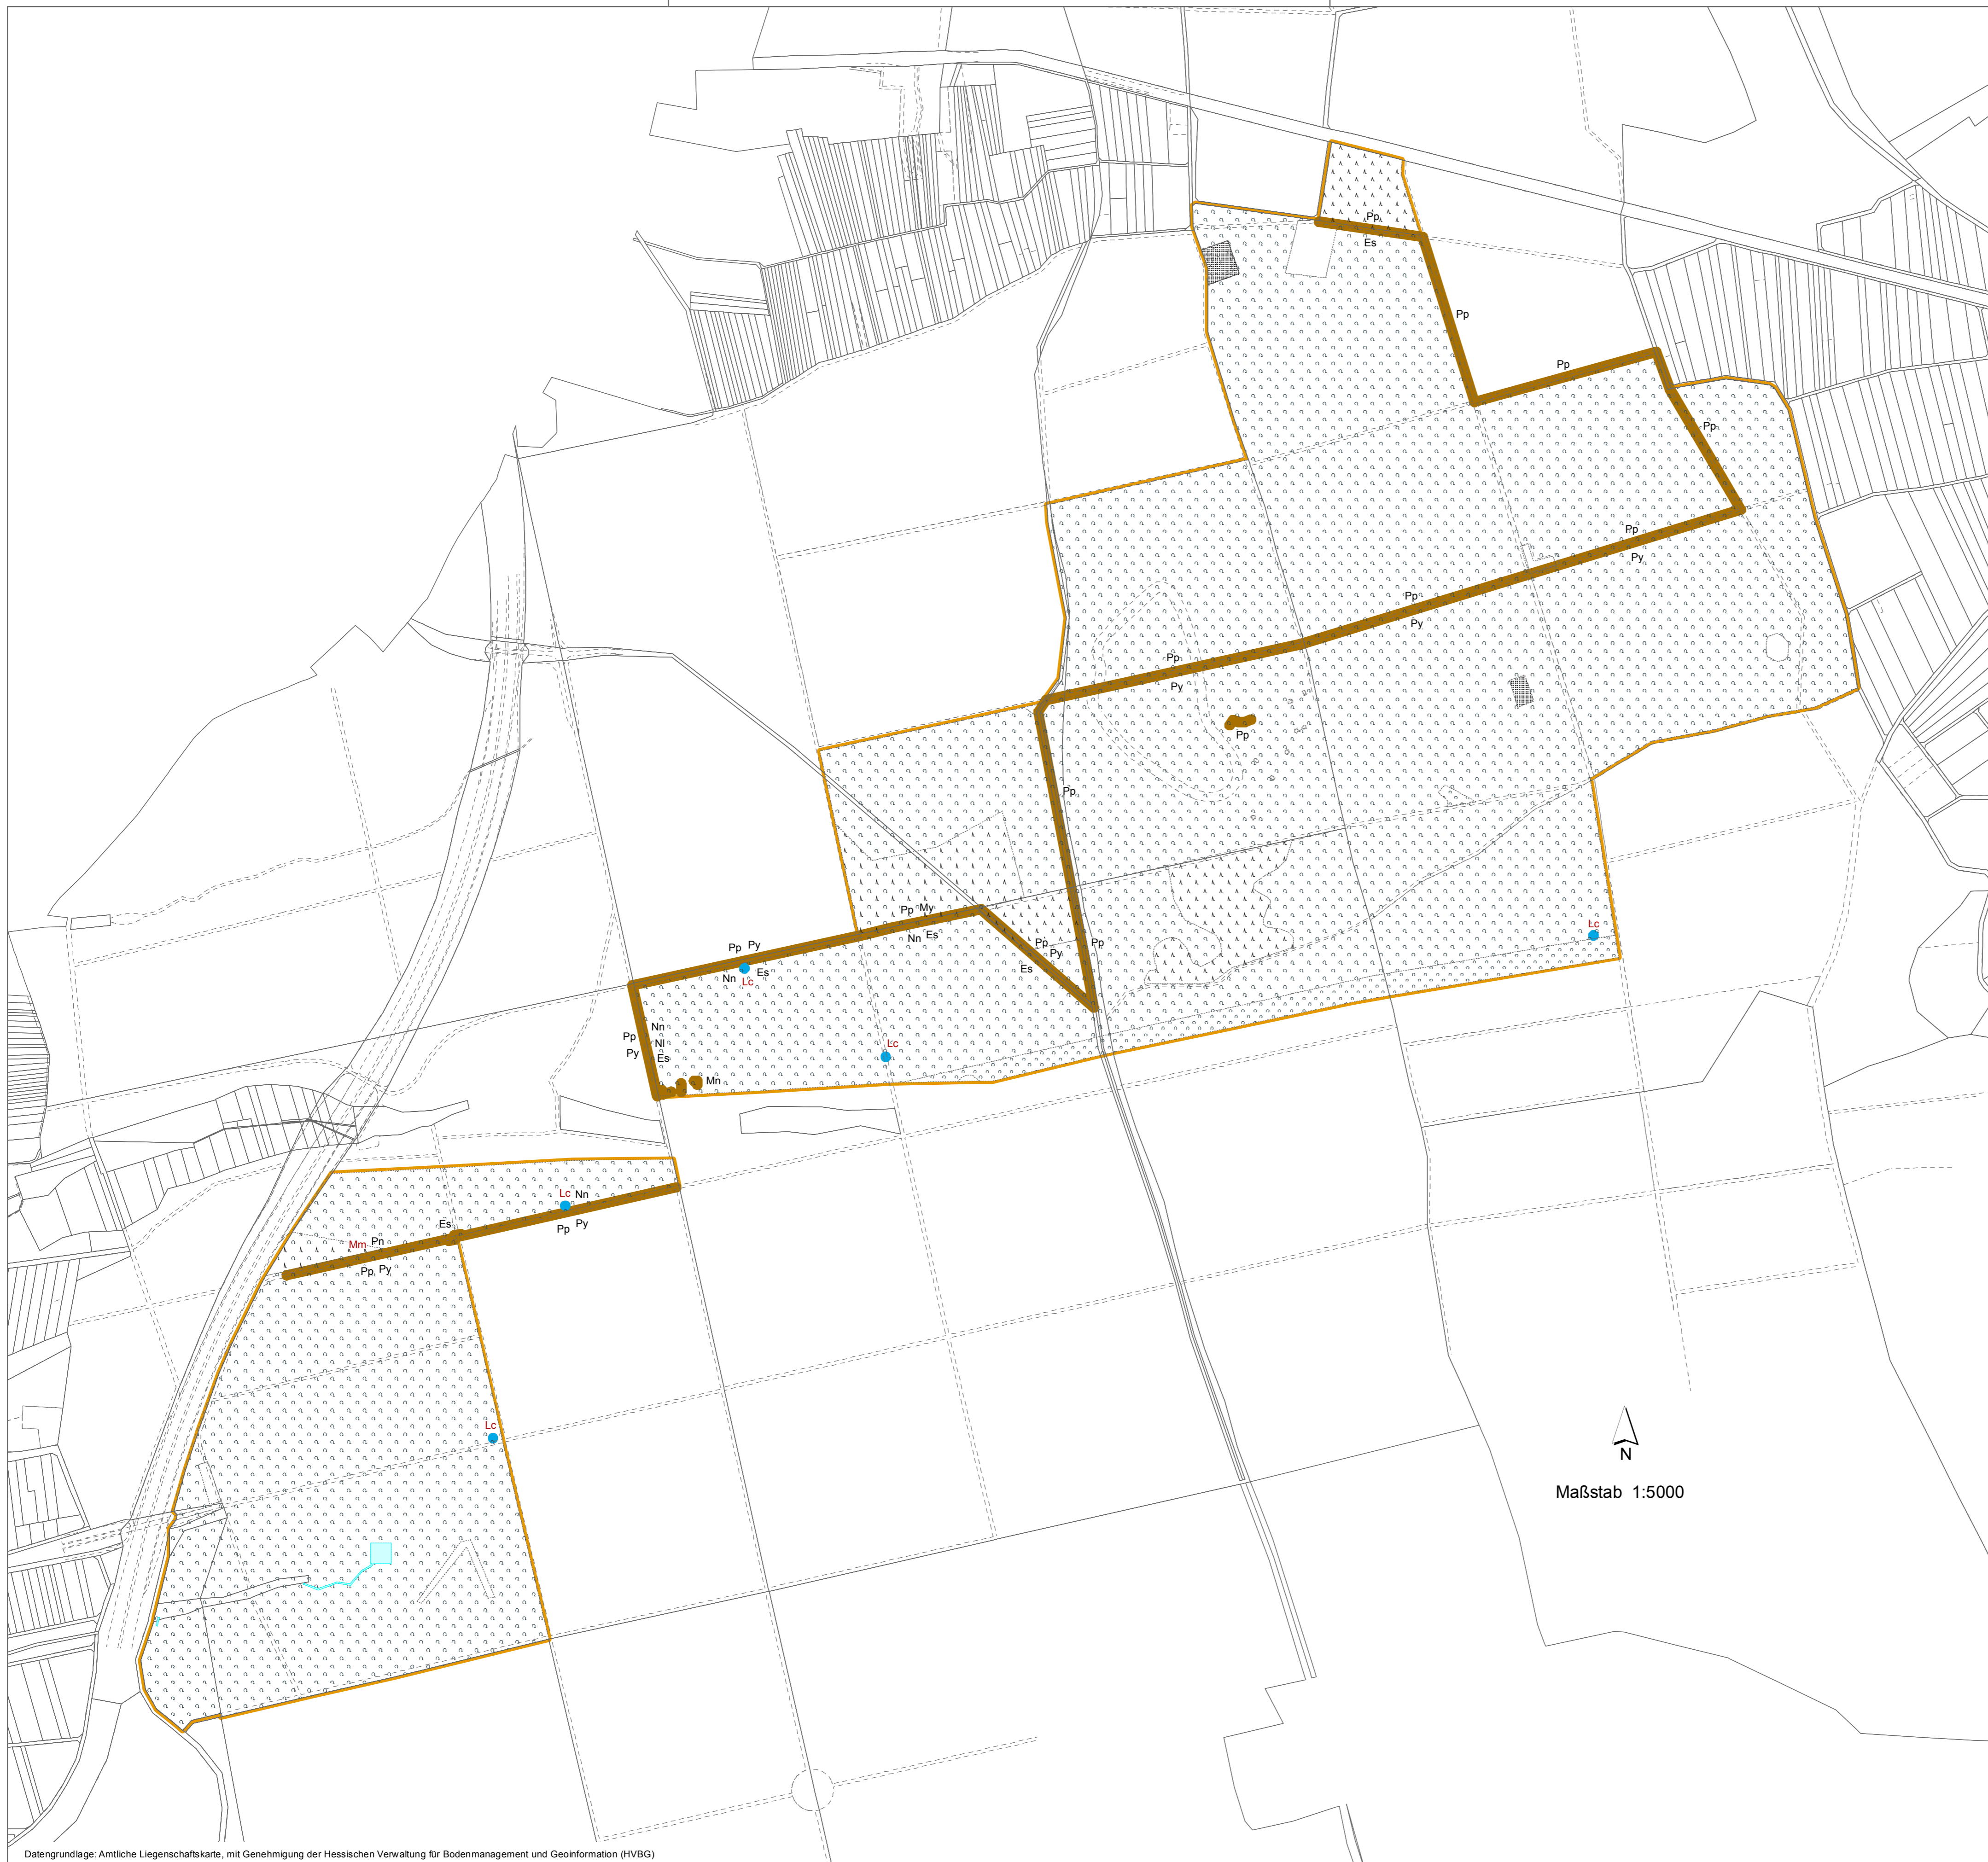 Pp
Es
Pp
Pp
Pp
Pp
Py
Pp
Py
Pp
Py
Pp
Pp
Pp My
Nn Es
Lc
Pp Py
Nn Es
Lc
Pp
Py
Es
Pp
Nn
Nl
Es
Pp
Py
Lc
Mn
Lc Nn
Pp Py
Es
Mm Pn
Pp Py
Lc
N
Maßstab 1:5000
Datengrundlage: Amtliche Liegenschaftskarte, mit Genehmigung der Hessischen Verwaltung für Bodenmanagement und Geoinformation (HVBG)